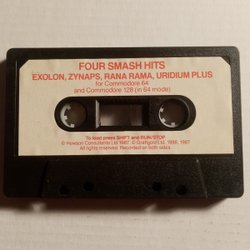 FOUR SMASH HITS
EXOLON, ZYNAPS, RANA RAMA, URIDIUM PLUS
for Commodore 64
and Commodore 128 (in 64 mode)
To load press SHIFT and RUN/STOP
© Hewson Consultants Ltd 1987 © Graftgold Ltd. 1986, 1987
All rights reserved. Recorded on both sides.